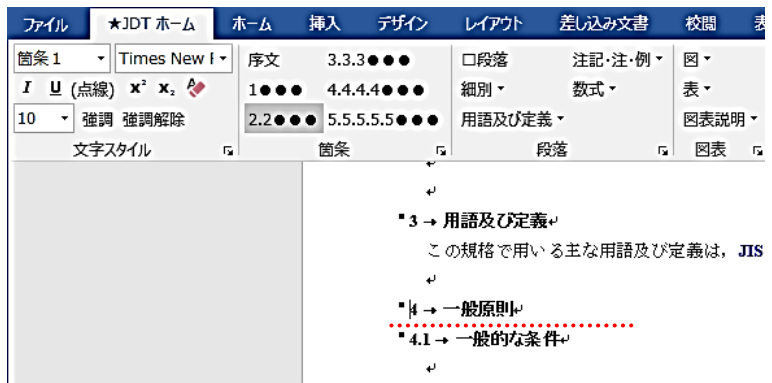 ファイル ★JDT ホーム ホーム 挿入 デザイン レイアウト 差し込み文書 校閲
箇条 1 Times New 序文 3.3.3●●● 口段落 注記・注・例 図
I U (点線) x² x₂ 1●●● 4.4.4.4●●● 細別 数式 表
10 強調 強調解除 2.2●●● 5.5.5.5.5●●● 用語及び定義 図表説明
文字スタイル 箇条 段落 図表
3 → 用語及び定義
この規格で用いる主な用語及び定義は，JIS
4 → 一般原則
4.1 → 一般的な条件